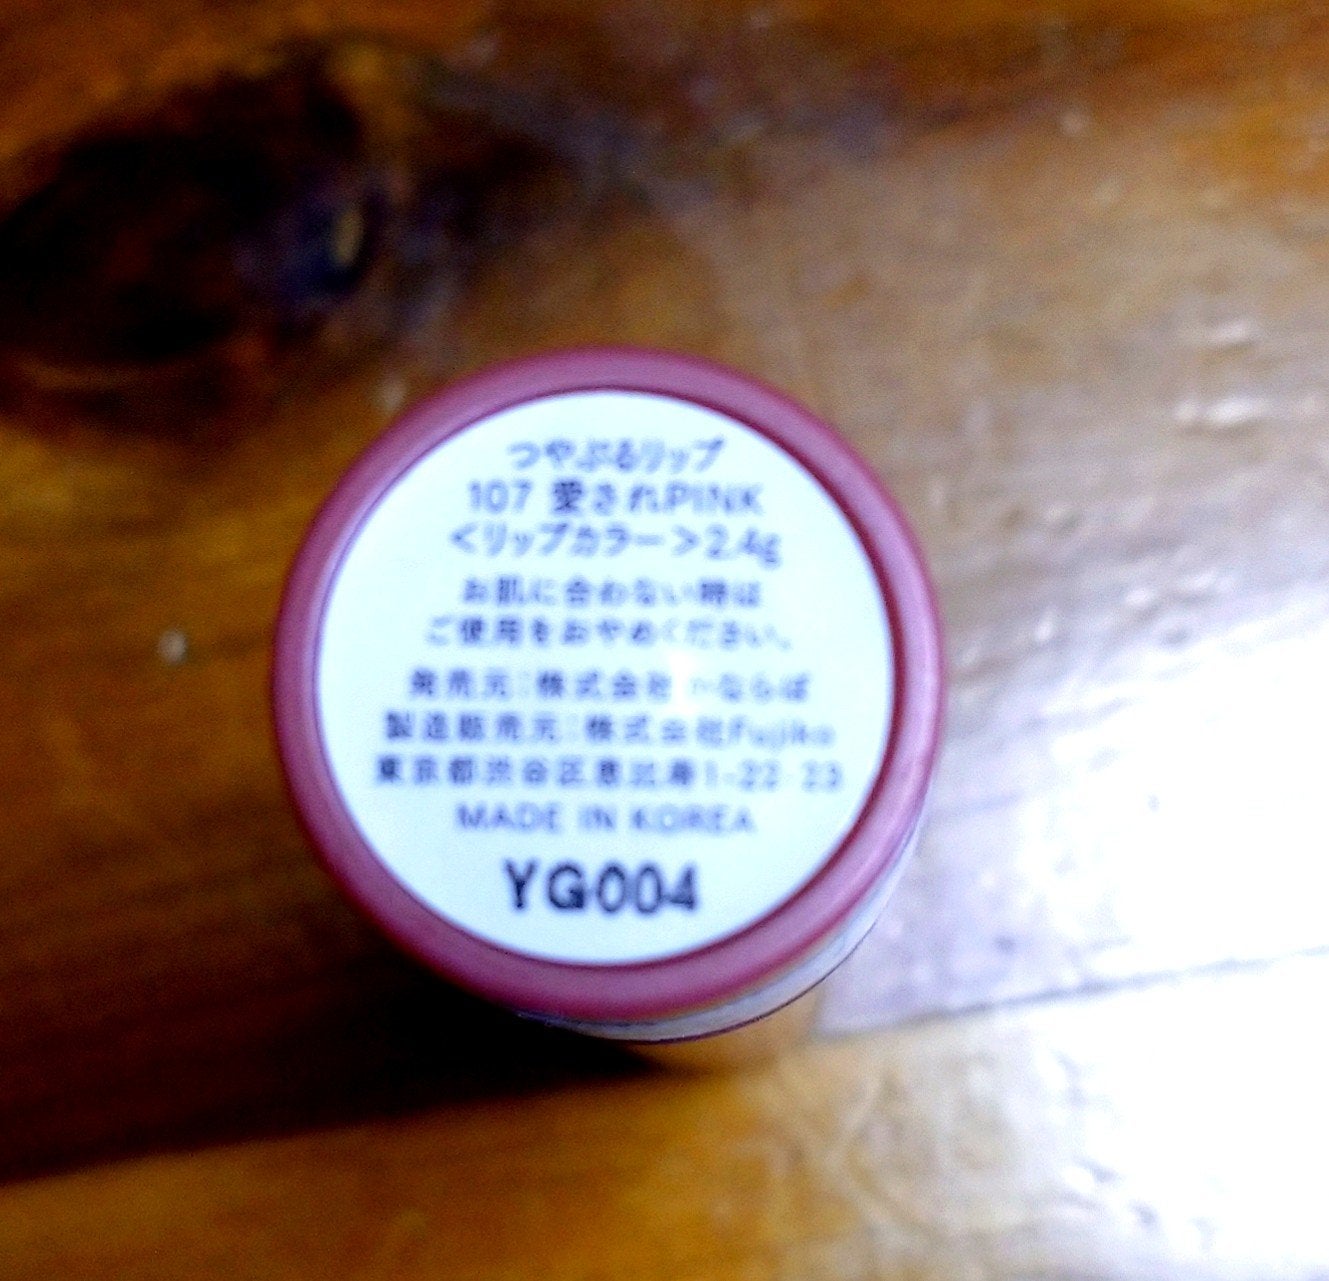 つやぷるリップ
107 愛されPINK
<リップカラー>2.4g
お肌に合わない時は
ご使用をおやめください。
発売元:株式会社かならぼ
製造販売元:株式会社Fujiko
東京都渋谷区恵比寿1-22-23
MADE IN KOREA
YG004